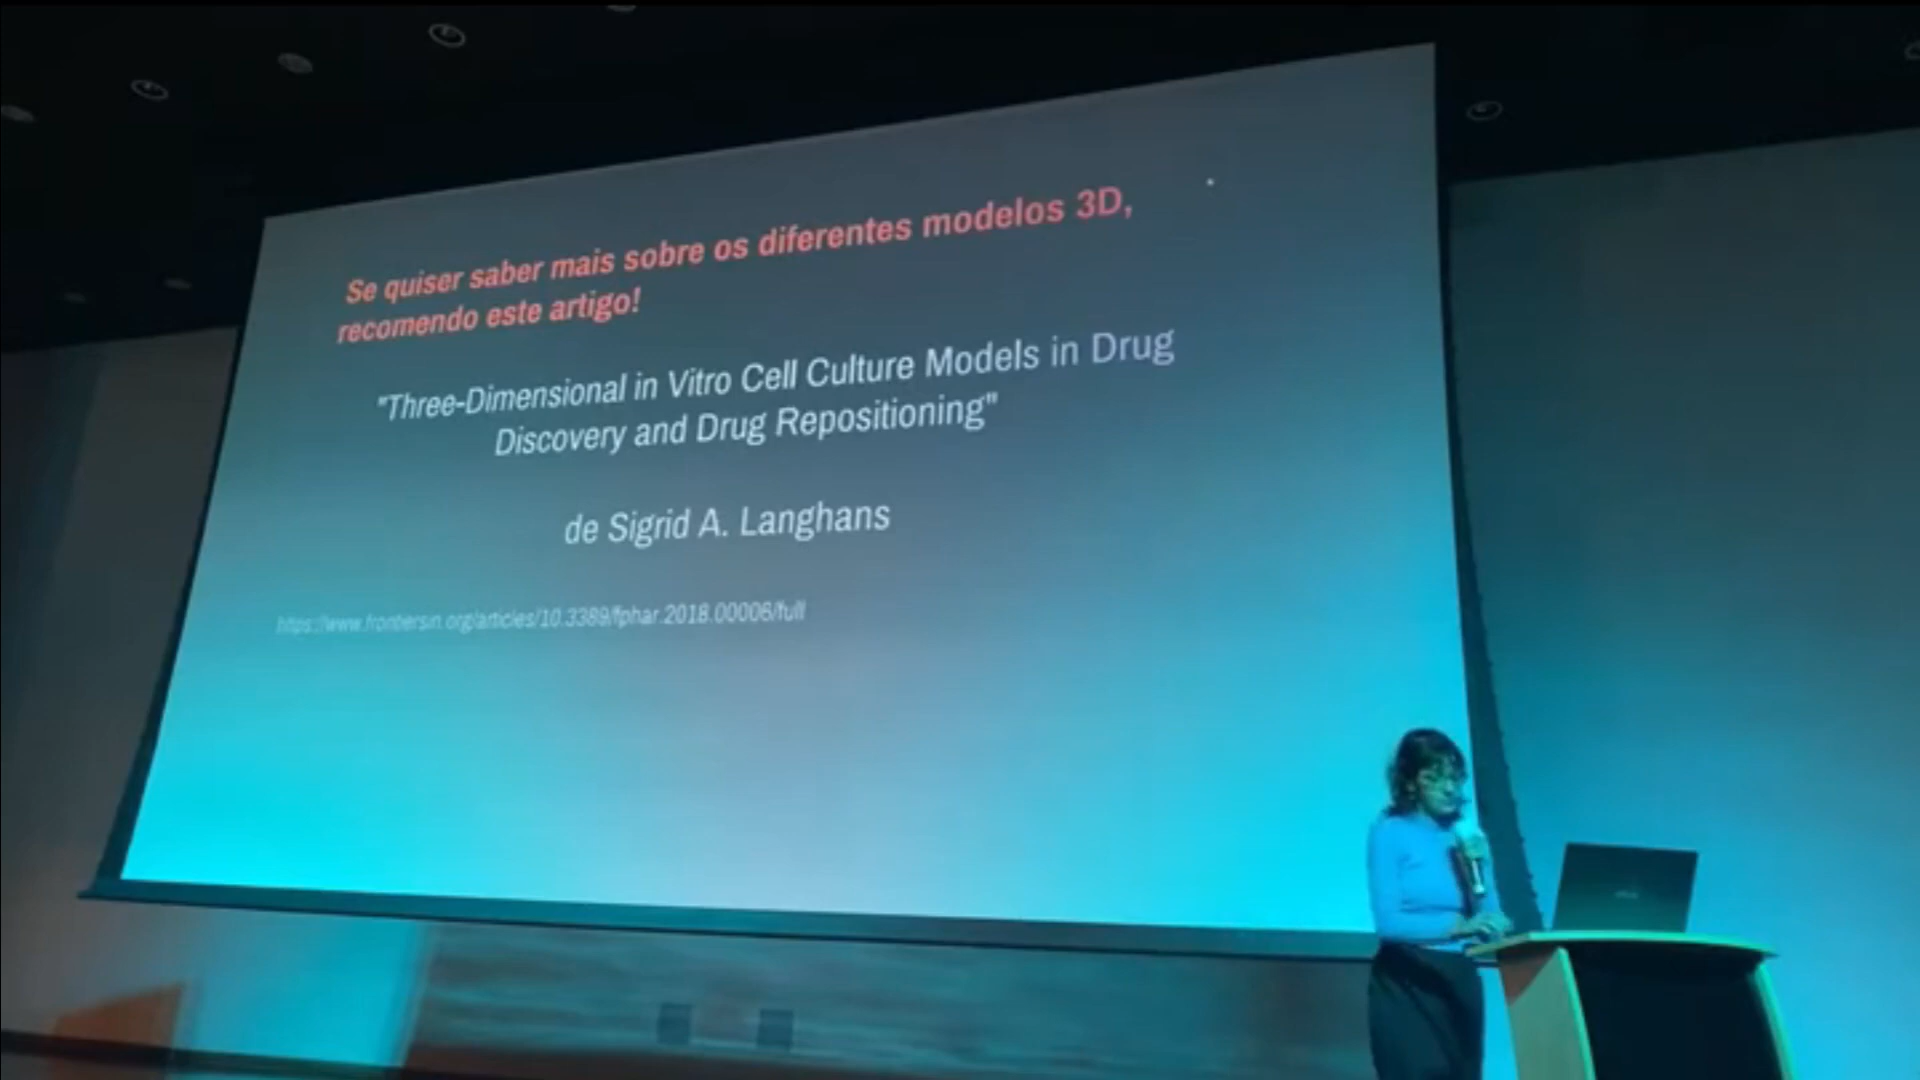 Se quiser saber mais sobre os diferentes modelos 3D,
recomendo este artigo!
"Three-Dimensional in Vitro Cell Culture Models in Drug
Discovery and Drug Repositioning"
de Sigrid A. Langhans
https://www.frontiersin.org/articles/10.3389/fphar.2018.00006/full